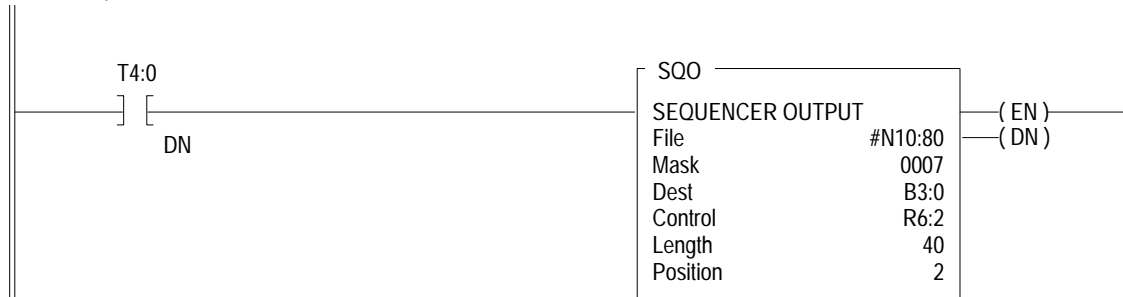 T4:0
DN
SQO
SEQUENCER OUTPUT
File #N10:80
Mask 0007
Dest B3:0
Control R6:2
Length 40
Position 2
( EN )
( DN )